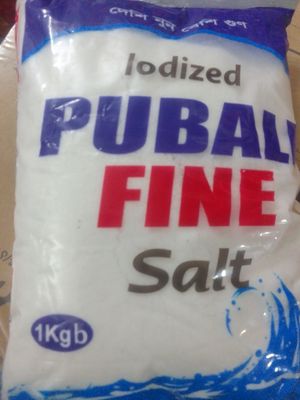 দেশি নুন বেশি গুণ
Iodized
PUBALI
FINE
Salt
1Kgb